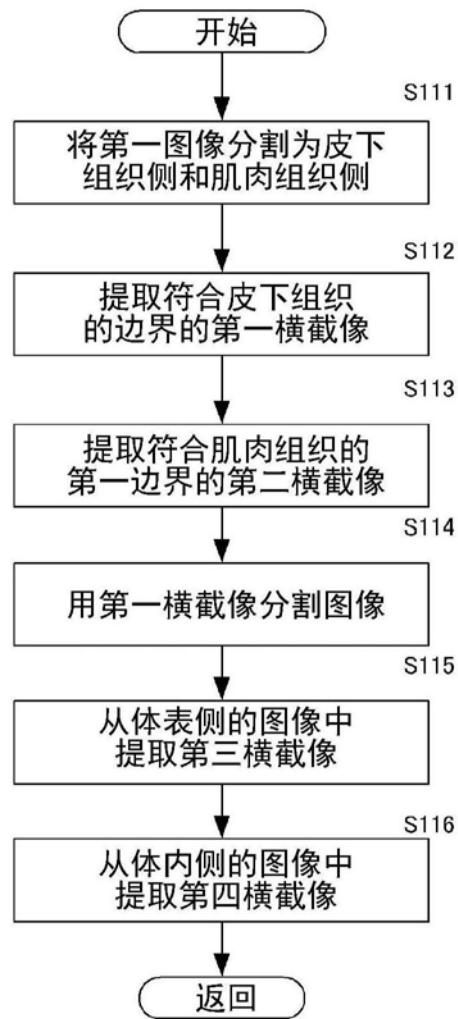 开始
S111
将第一图像分割为皮下
组织侧和肌肉组织侧
S112
提取符合皮下组织
的边界的第一横截像
S113
提取符合肌肉组织的
第一边界的第二横截像
S114
用第一横截像分割图像
S115
从体表侧的图像中
提取第三横截像
S116
从体内侧的图像中
提取第四横截像
返回